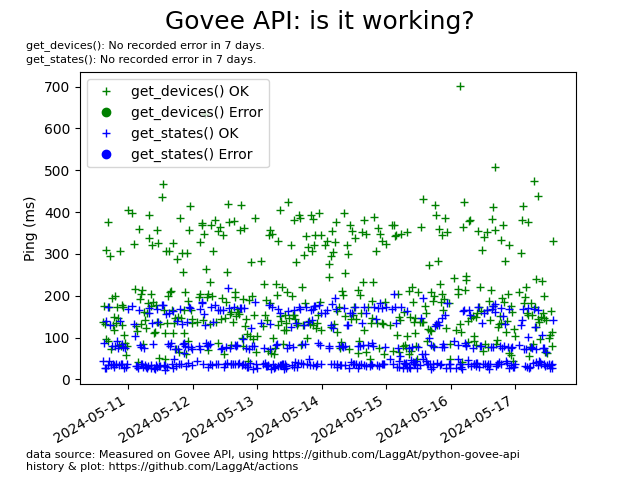 Govee API: is it working?
get_devices(): No recorded error in 7 days.
get_states(): No recorded error in 7 days.
get_devices() OK
get_devices() Error
get_states() OK
get_states() Error
Ping (ms)
700
600
500
400
300
200
100
0
2024-05-11
2024-05-12
2024-05-13
2024-05-14
2024-05-15
2024-05-16
2024-05-17
data source: Measured on Govee API, using https://github.com/LaggAt/python-govee-api
history & plot: https://github.com/LaggAt/actions